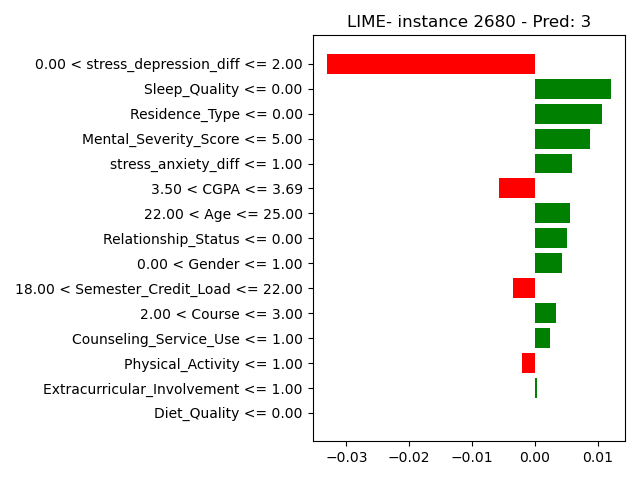 LIME- instance 2680 - Pred: 3
0.00 < stress_depression_diff <= 2.00
Sleep_Quality <= 0.00
Residence_Type <= 0.00
Mental_Severity_Score <= 5.00
stress_anxiety_diff <= 1.00
3.50 < CGPA <= 3.69
22.00 < Age <= 25.00
Relationship_Status <= 0.00
0.00 < Gender <= 1.00
18.00 < Semester_Credit_Load <= 22.00
2.00 < Course <= 3.00
Counseling_Service_Use <= 1.00
Physical_Activity <= 1.00
Extracurricular_Involvement <= 1.00
Diet_Quality <= 0.00
−0.03 −0.02 −0.01 0.00 0.01